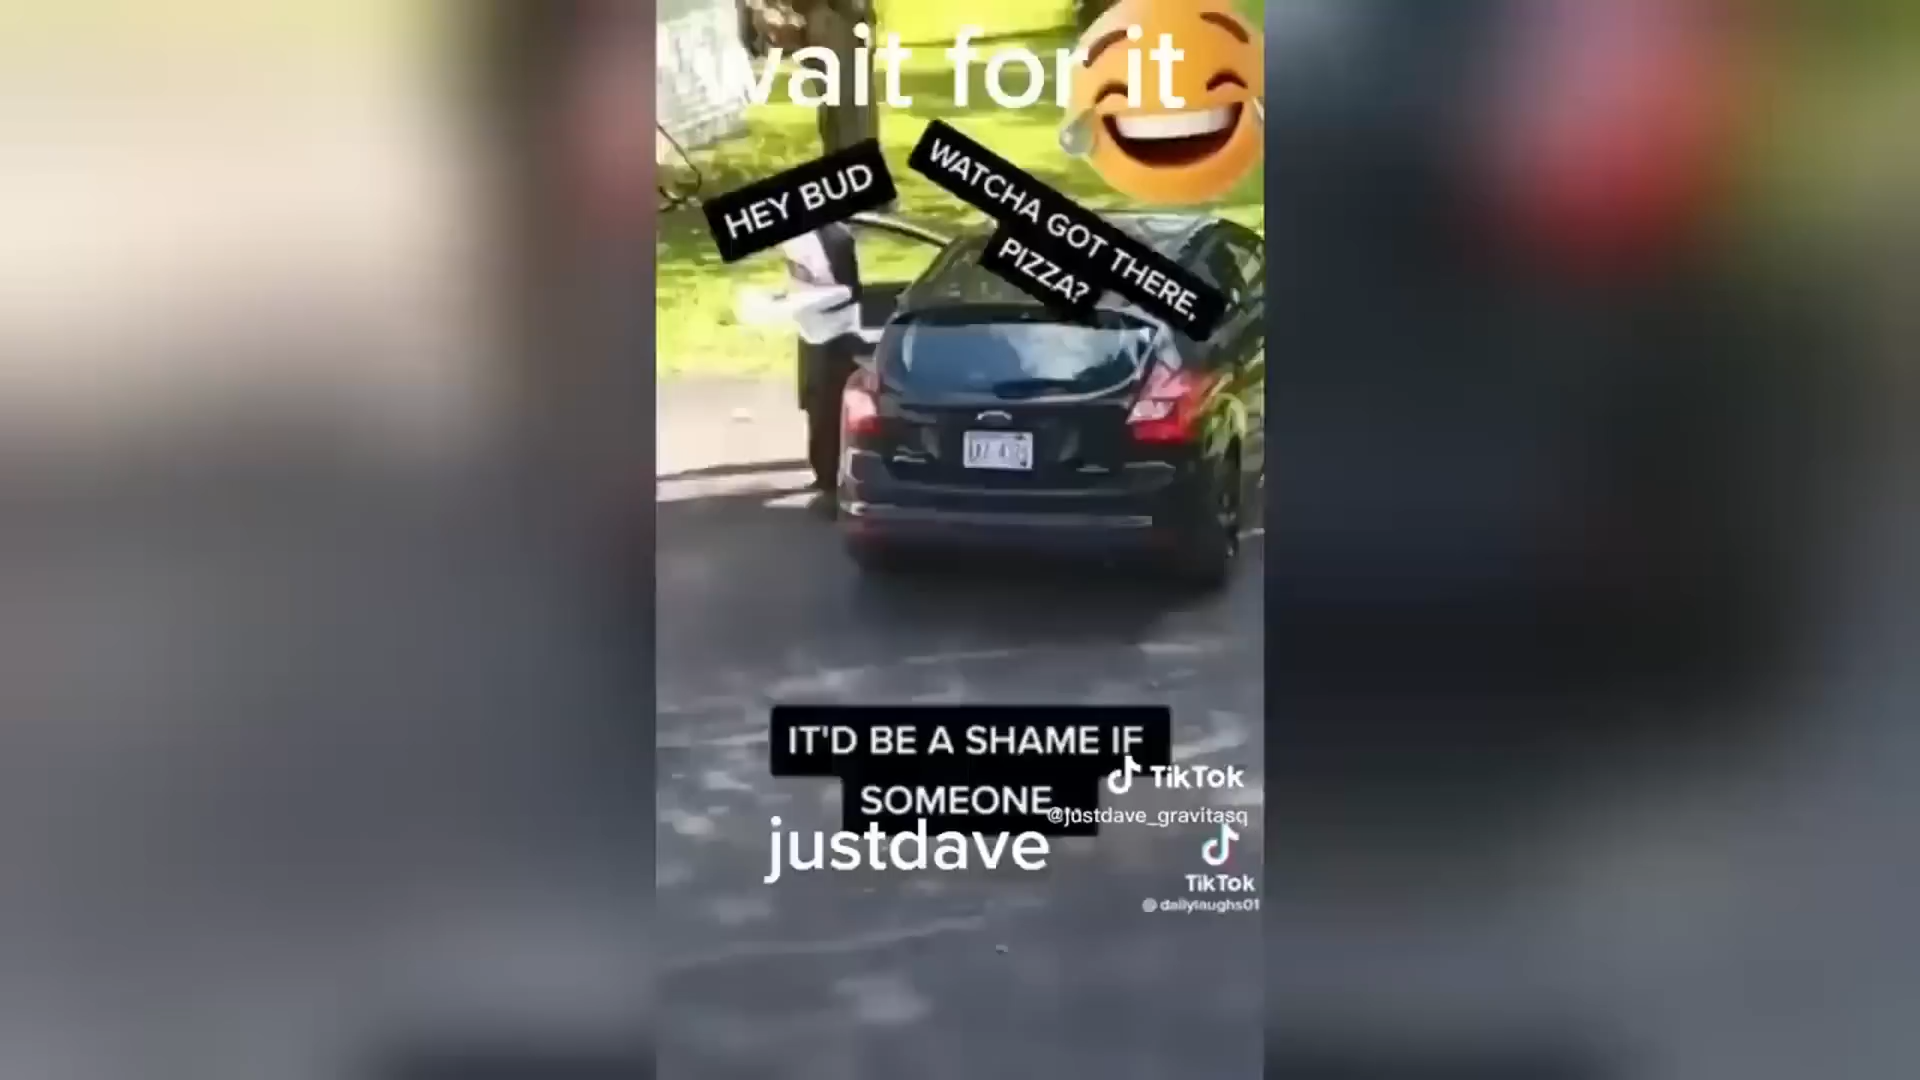 wait for it
HEY BUD
WATCHA GOT THERE,
PIZZA?
IT'D BE A SHAME IF
SOMEONE
justdave
TikTok
@justdave_gravitasq
TikTok
@dailylaughs01